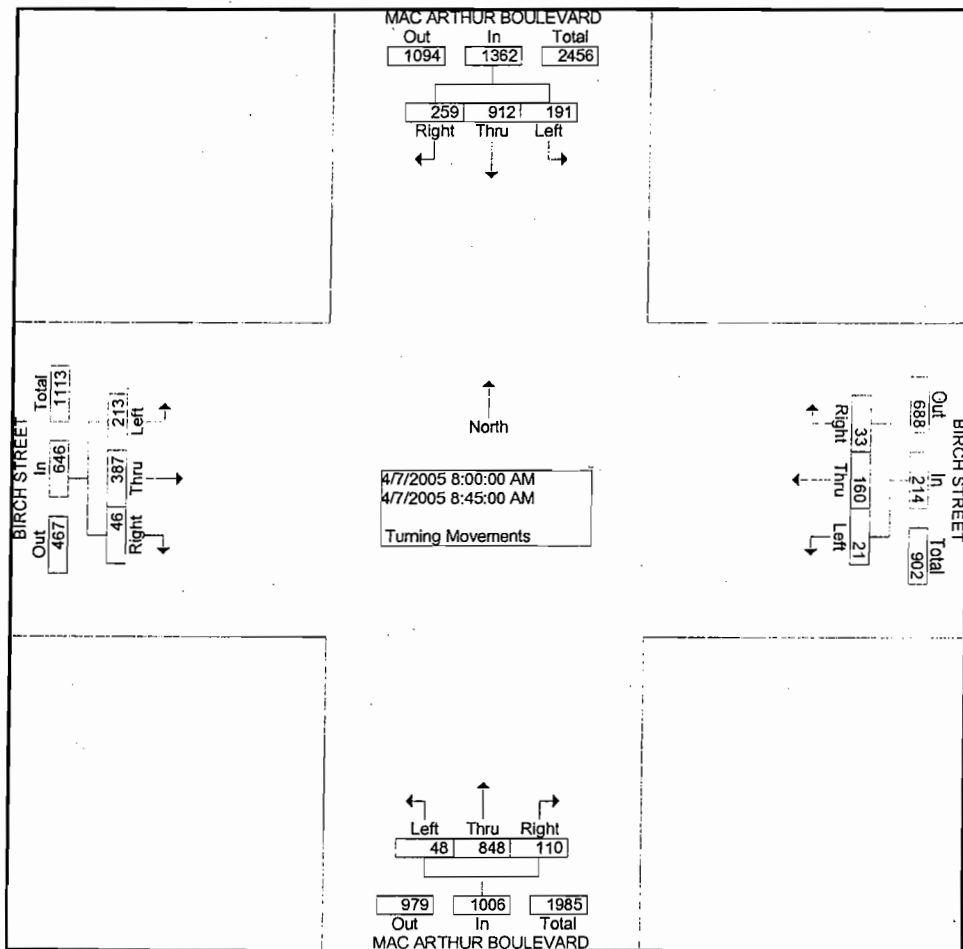 MAC ARTHUR BOULEVARD
Out In Total
1094 1362 2456
259 912 191
Right Thru Left
BIRCH STREET
Total In Out
1113 646 467
213 387 46
Left Thru Right
North
4/7/2005 8:00:00 AM
4/7/2005 8:45:00 AM
Turning Movements
Right Thru Left
33 160 21
688 214 902
Out In Total
BIRCH STREET
Left Thru Right
48 848 110
979 1006 1985
Out In Total
MAC ARTHUR BOULEVARD